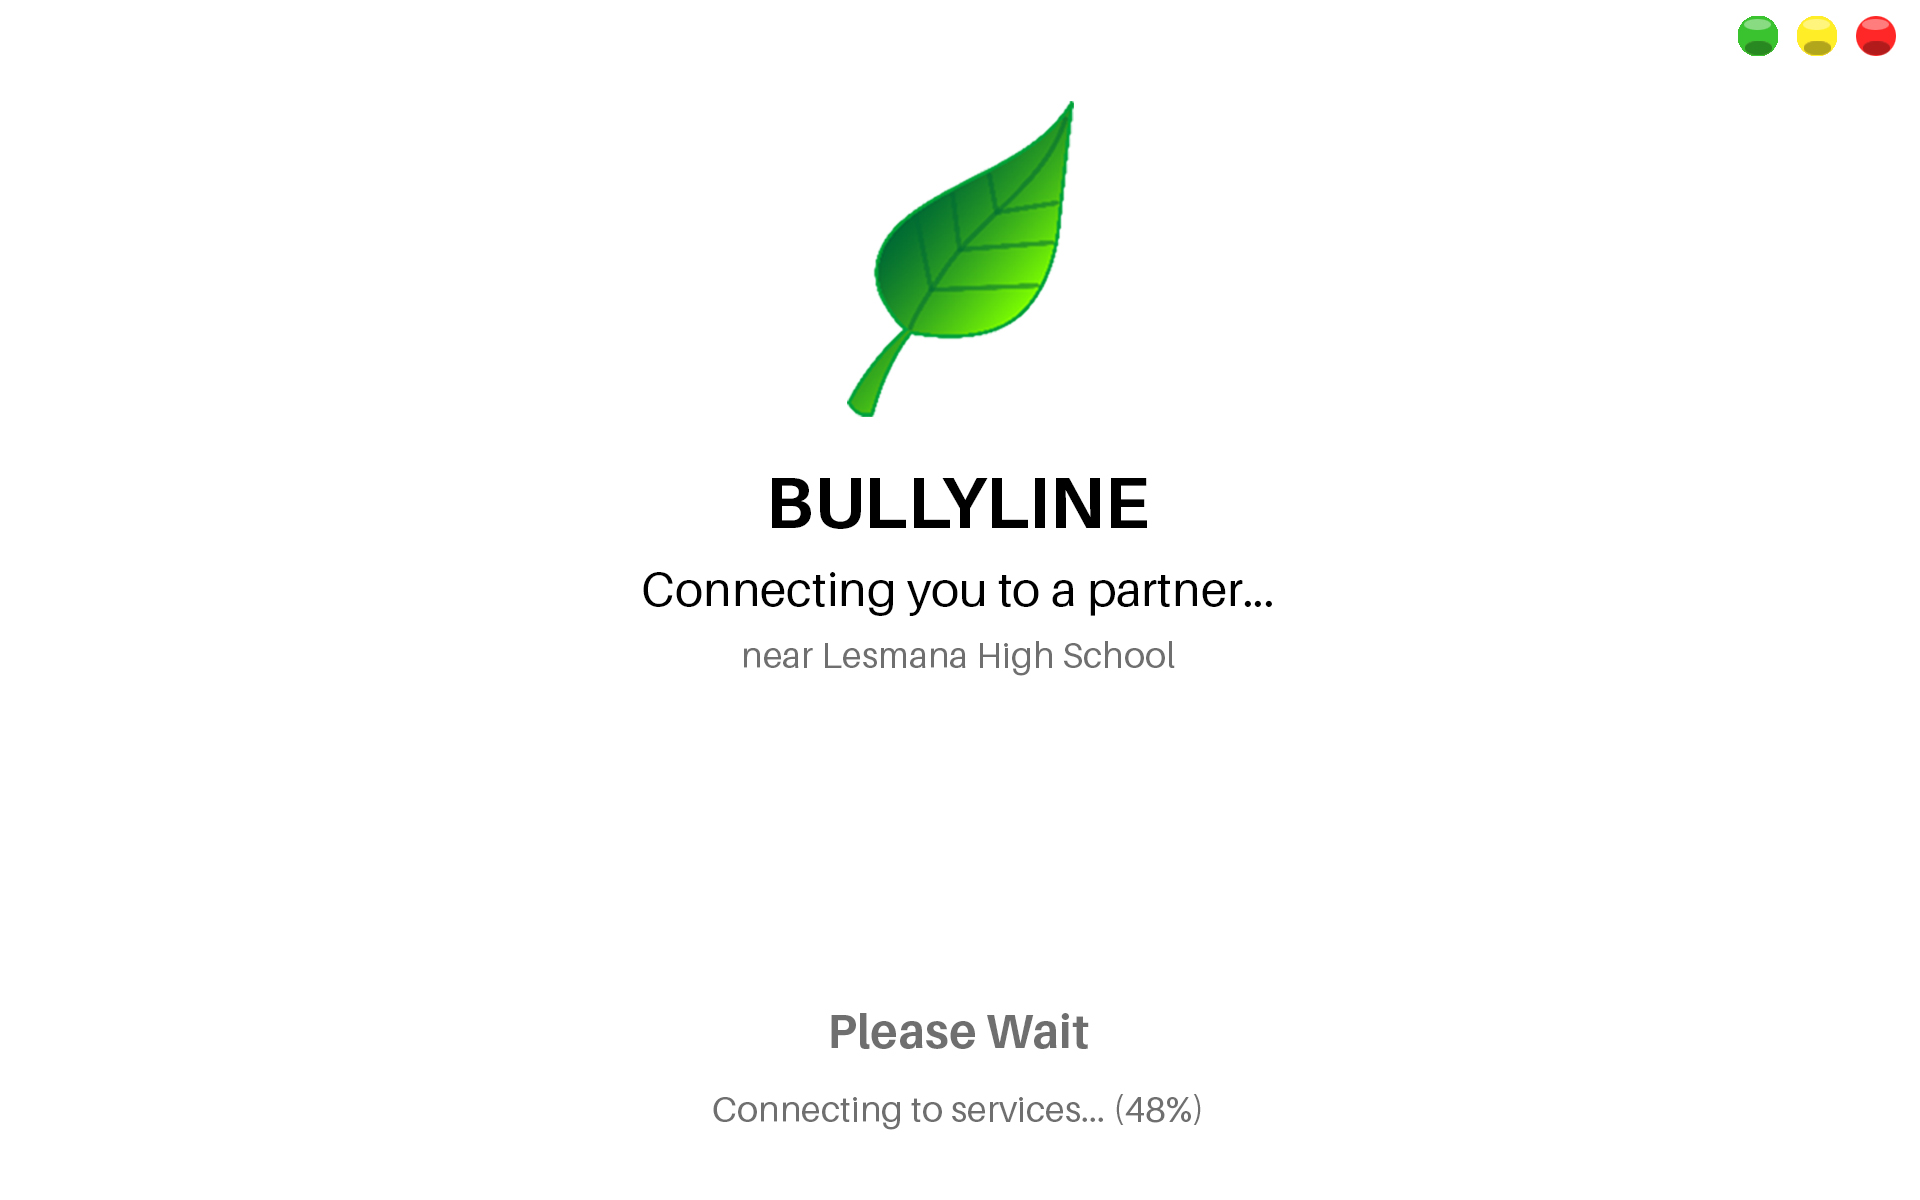 BULLYLINE
Connecting you to a partner...
near Lesmana High School
Please Wait
Connecting to services... (48%)